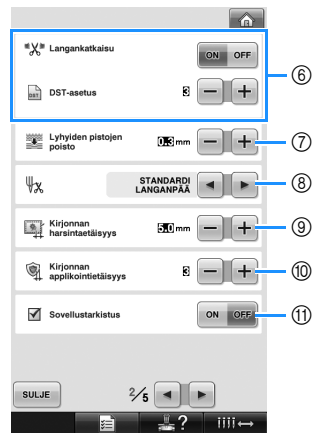 Langankatkaisu
ON OFF
⑥
DST
DST-asetus
3 − +
Lyhyiden pistojen
poisto
0.3 mm − +
⑦
STANDARDI
LANGANPÄÄ
⑧
Kirjonnan
harsintaetäisyys
5.0 mm − +
⑨
Kirjonnan
applikointietäisyys
3 − +
⑩
Sovellustarkistus
ON OFF
⑪
SULJE
2/5
?